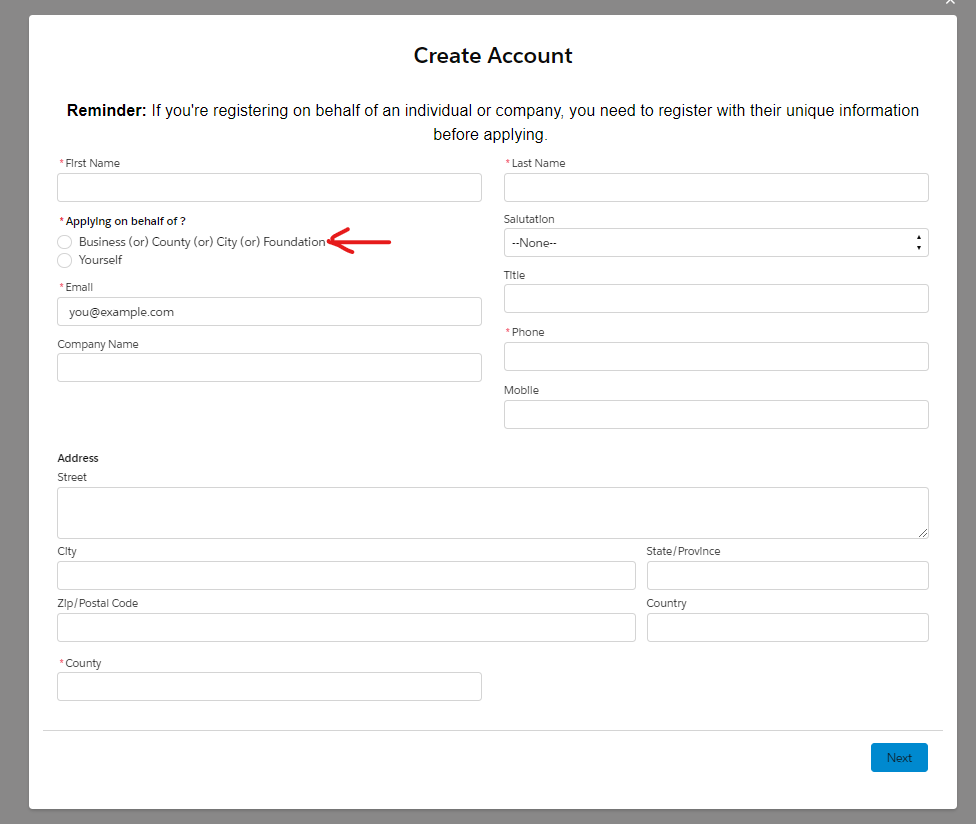 Create Account
Reminder: If you're registering on behalf of an individual or company, you need to register with their unique information
before applying.
*First Name
*Last Name
*Applying on behalf of ?
Business (or) County (or) City (or) Foundation
Yourself
Salutation
--None--
*Email
you@example.com
Title
Company Name
*Phone
Mobile
Address
Street
City
State/Province
Zip/Postal Code
Country
*County
Next